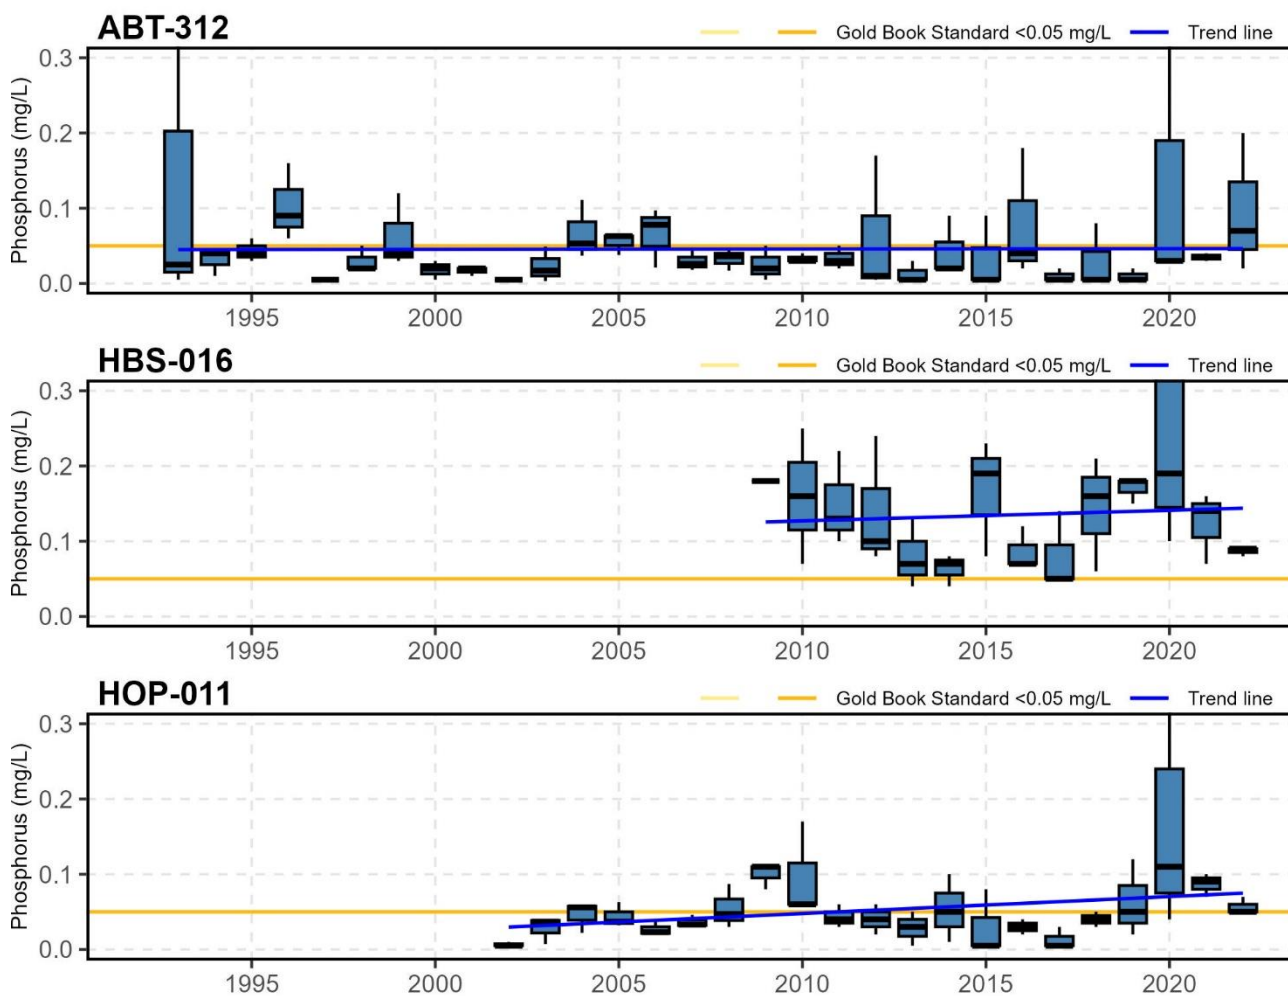 ABT-312
Gold Book Standard <0.05 mg/L Trend line
Phosphorus (mg/L)
0.3
0.2
0.1
0.0
1995 2000 2005 2010 2015 2020
HBS-016
Gold Book Standard <0.05 mg/L Trend line
Phosphorus (mg/L)
0.3
0.2
0.1
0.0
1995 2000 2005 2010 2015 2020
HOP-011
Gold Book Standard <0.05 mg/L Trend line
Phosphorus (mg/L)
0.3
0.2
0.1
0.0
1995 2000 2005 2010 2015 2020